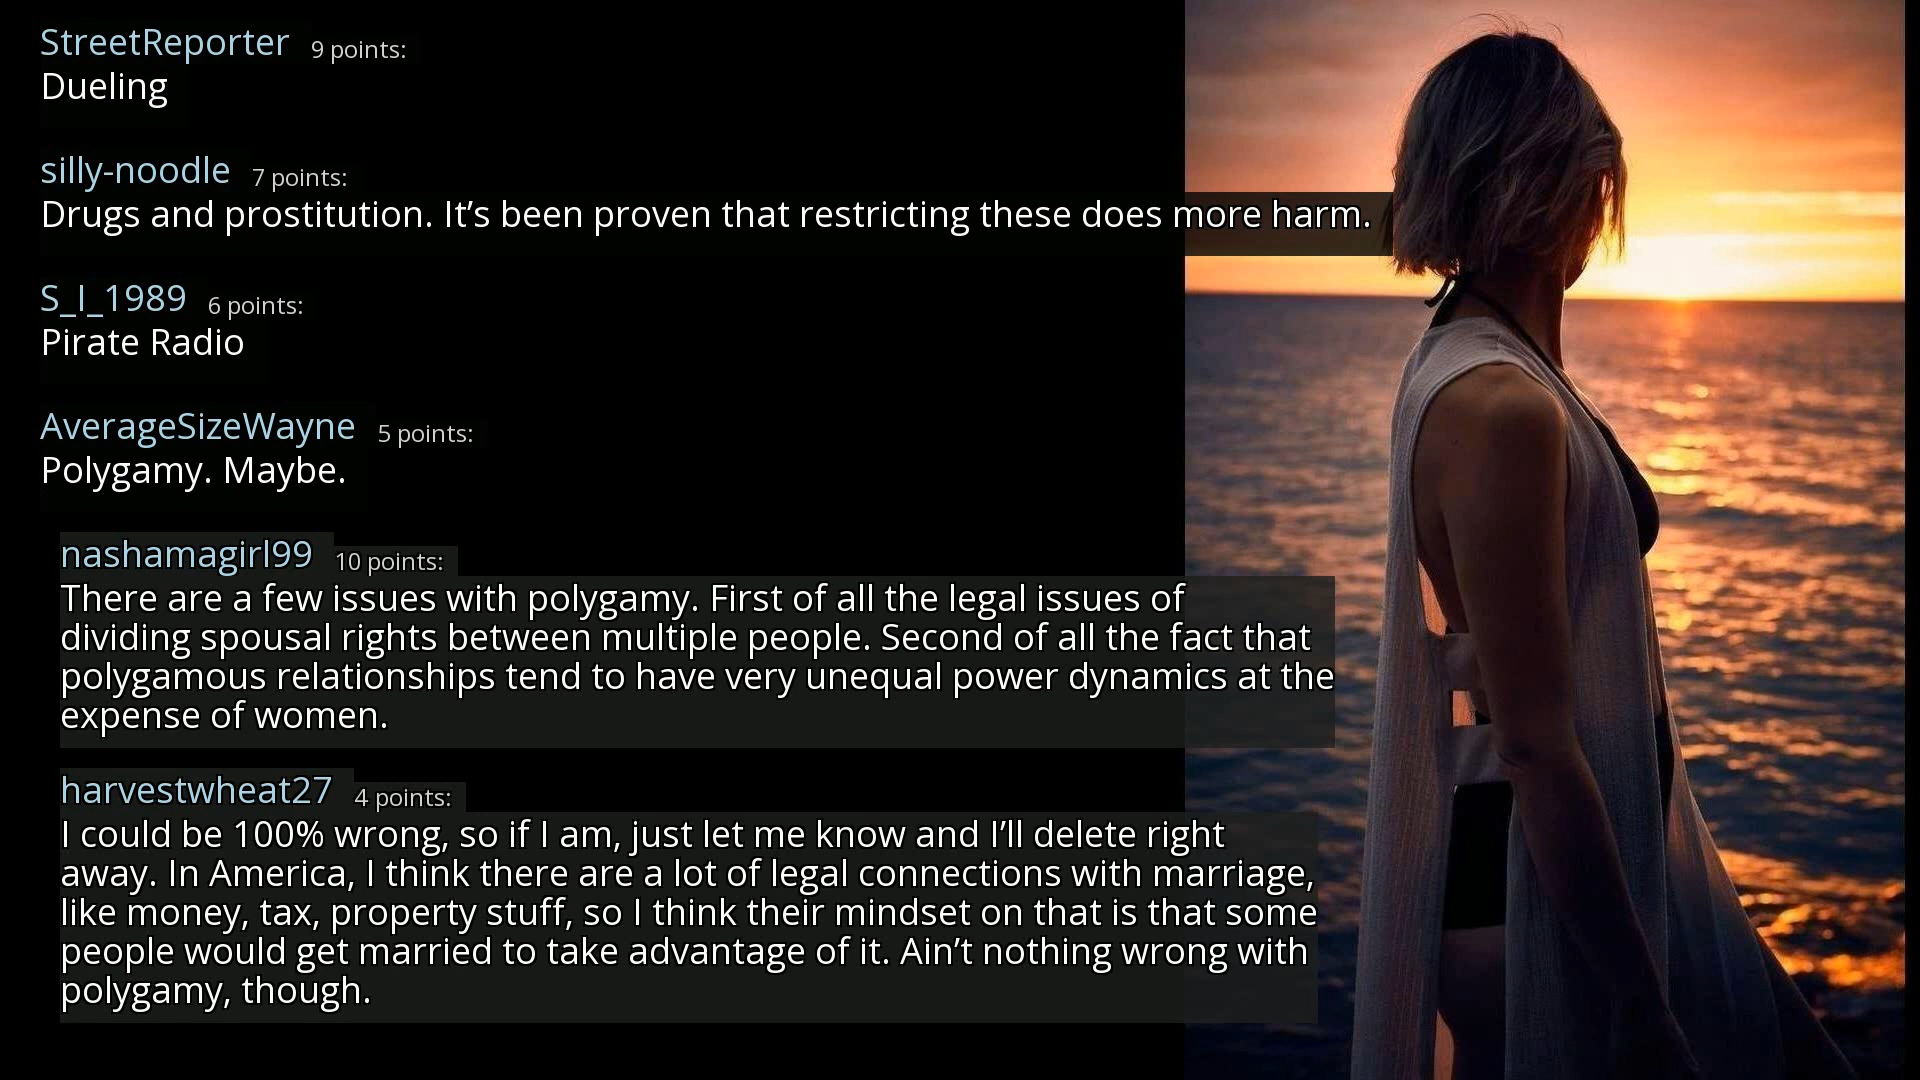 StreetReporter 9 points:
Dueling
silly-noodle 7 points:
Drugs and prostitution. It’s been proven that restricting these does more harm.
S_I_1989 6 points:
Pirate Radio
AverageSizeWayne 5 points:
Polygamy. Maybe.
nashamagirl99 10 points:
There are a few issues with polygamy. First of all the legal issues of
dividing spousal rights between multiple people. Second of all the fact that
polygamous relationships tend to have very unequal power dynamics at the
expense of women.
harvestwheat27 4 points:
I could be 100% wrong, so if I am, just let me know and I’ll delete right
away. In America, I think there are a lot of legal connections with marriage,
like money, tax, property stuff, so I think their mindset on that is that some
people would get married to take advantage of it. Ain’t nothing wrong with
polygamy, though.